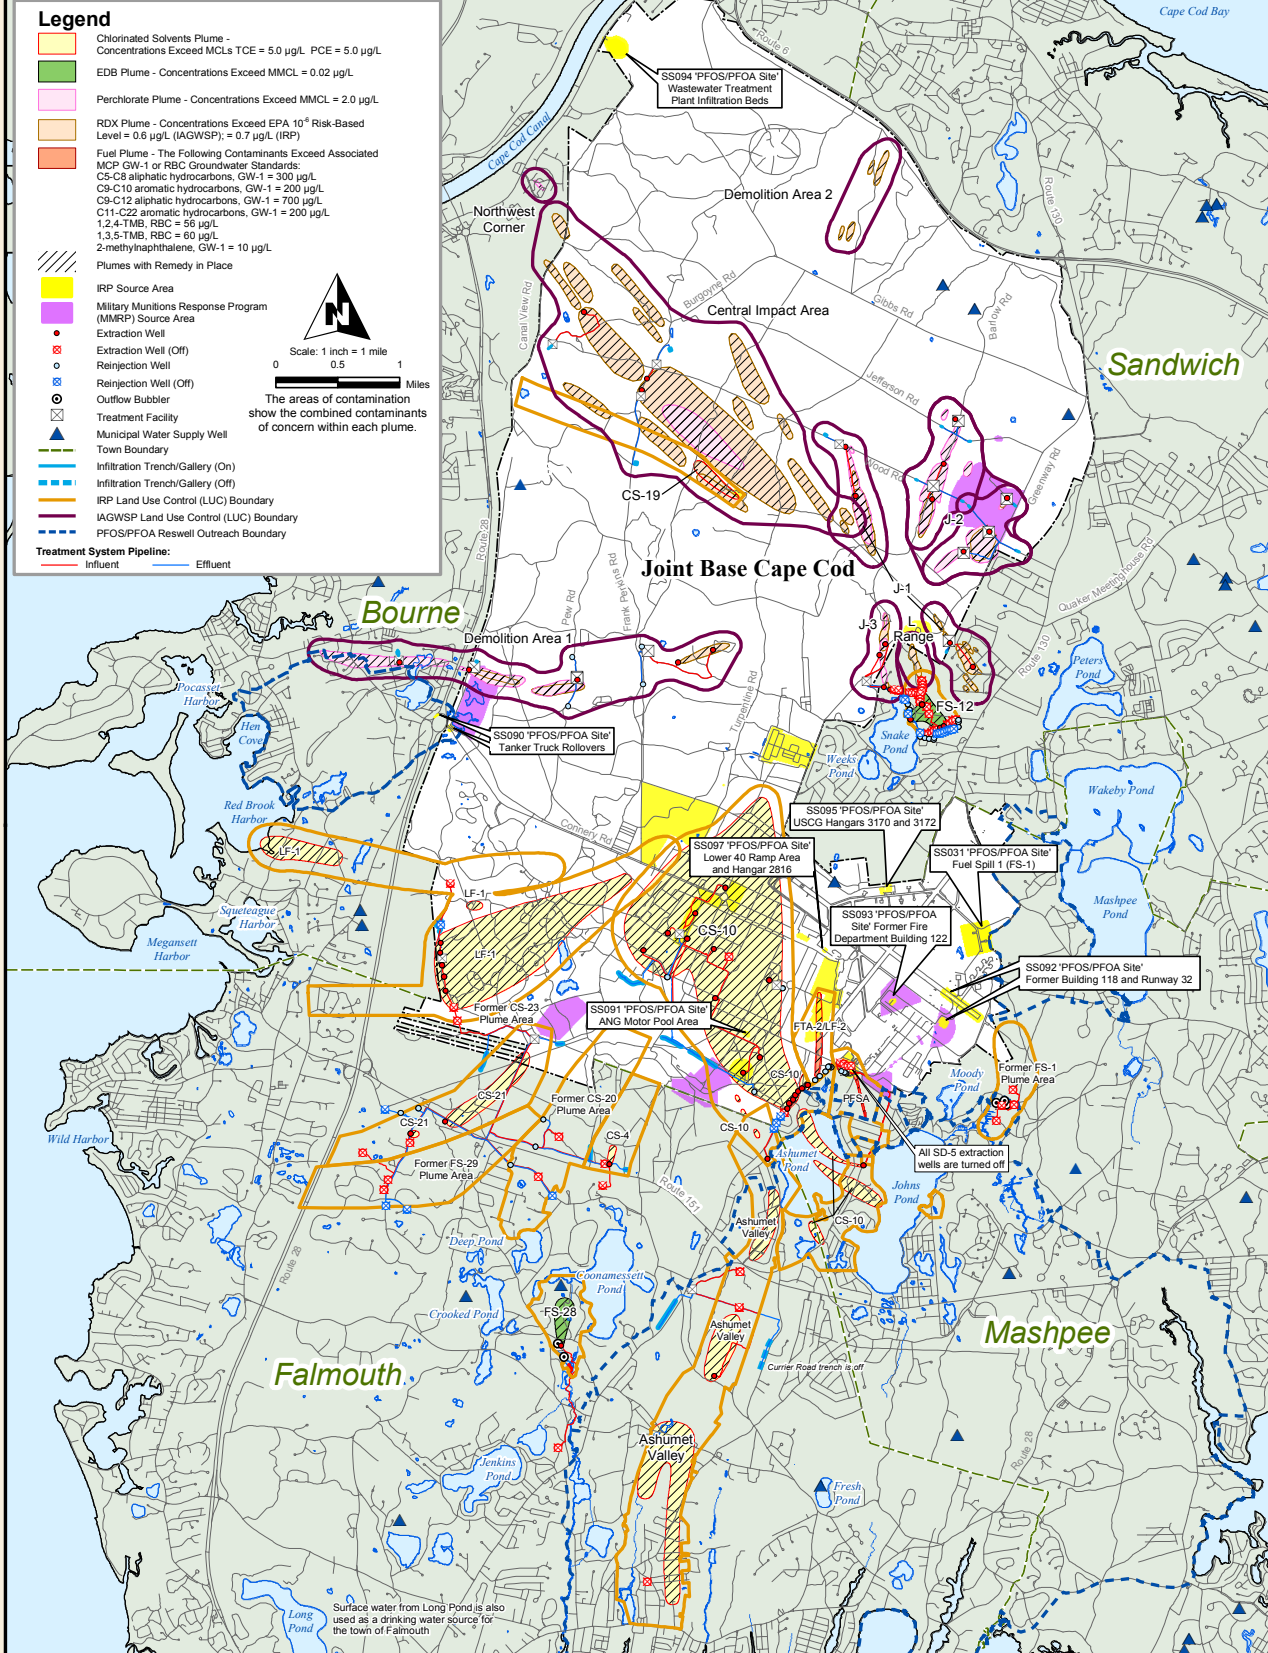 Legend
Chlorinated Solvents Plume -
Concentrations Exceed MCLs TCE = 5.0 µg/L PCE = 5.0 µg/L
EDB Plume - Concentrations Exceed MMCL = 0.02 µg/L
Perchlorate Plume - Concentrations Exceed MMCL = 2.0 µg/L
RDX Plume - Concentrations Exceed EPA 10⁻⁶ Risk-Based
Level = 0.6 µg/L (IAGWSP); = 0.7 µg/L (IRP)
Fuel Plume - The Following Contaminants Exceed Associated
MCP GW-1 or RBC Groundwater Standards:
C5-C8 aliphatic hydrocarbons, GW-1 = 300 µg/L
C9-C10 aromatic hydrocarbons, GW-1 = 200 µg/L
C9-C12 aliphatic hydrocarbons, GW-1 = 700 µg/L
C11-C22 aromatic hydrocarbons, GW-1 = 200 µg/L
1,2,4-TMB, RBC = 56 µg/L
1,3,5-TMB, RBC = 60 µg/L
2-methylnaphthalene, GW-1 = 10 µg/L
Plumes with Remedy in Place
IRP Source Area
Military Munitions Response Program
(MMRP) Source Area
Extraction Well
Extraction Well (Off)
Reinjection Well
Reinjection Well (Off)
Outflow Bubbler
Treatment Facility
Municipal Water Supply Well
Town Boundary
Infiltration Trench/Gallery (On)
Infiltration Trench/Gallery (Off)
IRP Land Use Control (LUC) Boundary
IAGWSP Land Use Control (LUC) Boundary
PFOS/PFOA Reswell Outreach Boundary
Treatment System Pipeline:
Influent
Effluent
N
Scale: 1 inch = 1 mile
0 0.5 1
Miles
The areas of contamination
show the combined contaminants
of concern within each plume.
Cape Cod Bay
Route 6
SS094 'PFOS/PFOA Site'
Wastewater Treatment
Plant Infiltration Beds
Cape Cod Canal
Route 130
Demolition Area 2
Northwest
Corner
Canal View Rd
Burgoyne Rd
Gibbs Rd
Barlow Rd
Central Impact Area
Sandwich
Jefferson Rd
Wood Rd
Greenway Rd
CS-19
J-2
Route 28
Joint Base Cape Cod
J-1
Quaker Meetinghouse Rd
Pew Rd
Frank Perkins Rd
Bourne
Demolition Area 1
J-3
L
Range
Route 130
Peters
Pond
Pocasset
Harbor
Turpentine Rd
FS-12
Hen
Cove
SS090 'PFOS/PFOA Site'
Tanker Truck Rollovers
Snake
Pond
Weeks
Pond
Wakeby Pond
Red Brook
Harbor
Connery Rd
SS095 'PFOS/PFOA Site'
USCG Hangars 3170 and 3172
SS097 'PFOS/PFOA Site'
Lower 40 Ramp Area
and Hangar 2816
SS031 'PFOS/PFOA Site'
Fuel Spill 1 (FS-1)
LF-1
LF-1
Mashpee
Pond
Squeteague
Harbor
SS093 'PFOS/PFOA
Site' Former Fire
Department Building 122
CS-10
Megansett
Harbor
LF-1
SS092 'PFOS/PFOA Site'
Former Building 118 and Runway 32
Former CS-23
Plume Area
SS091 'PFOS/PFOA Site'
ANG Motor Pool Area
FTA-2/LF-2
CS-10
Moody
Pond
Former FS-1
Plume Area
CS-21
Former CS-20
Plume Area
PFSA
CS-21
CS-10
Wild Harbor
CS-4
Ashumet
Pond
All SD-5 extraction
wells are turned off
Former FS-29
Plume Area
Johns
Pond
Route 151
Ashumet
Valley
CS-10
Deep Pond
Route 28
Coonamessett
Pond
Crooked Pond
FS-28
Ashumet
Valley
Mashpee
Falmouth
Currier Road trench is off
Ashumet
Valley
Route 28
Jenkins
Pond
Fresh
Pond
Long
Pond
Surface water from Long Pond is also
used as a drinking water source for
the town of Falmouth